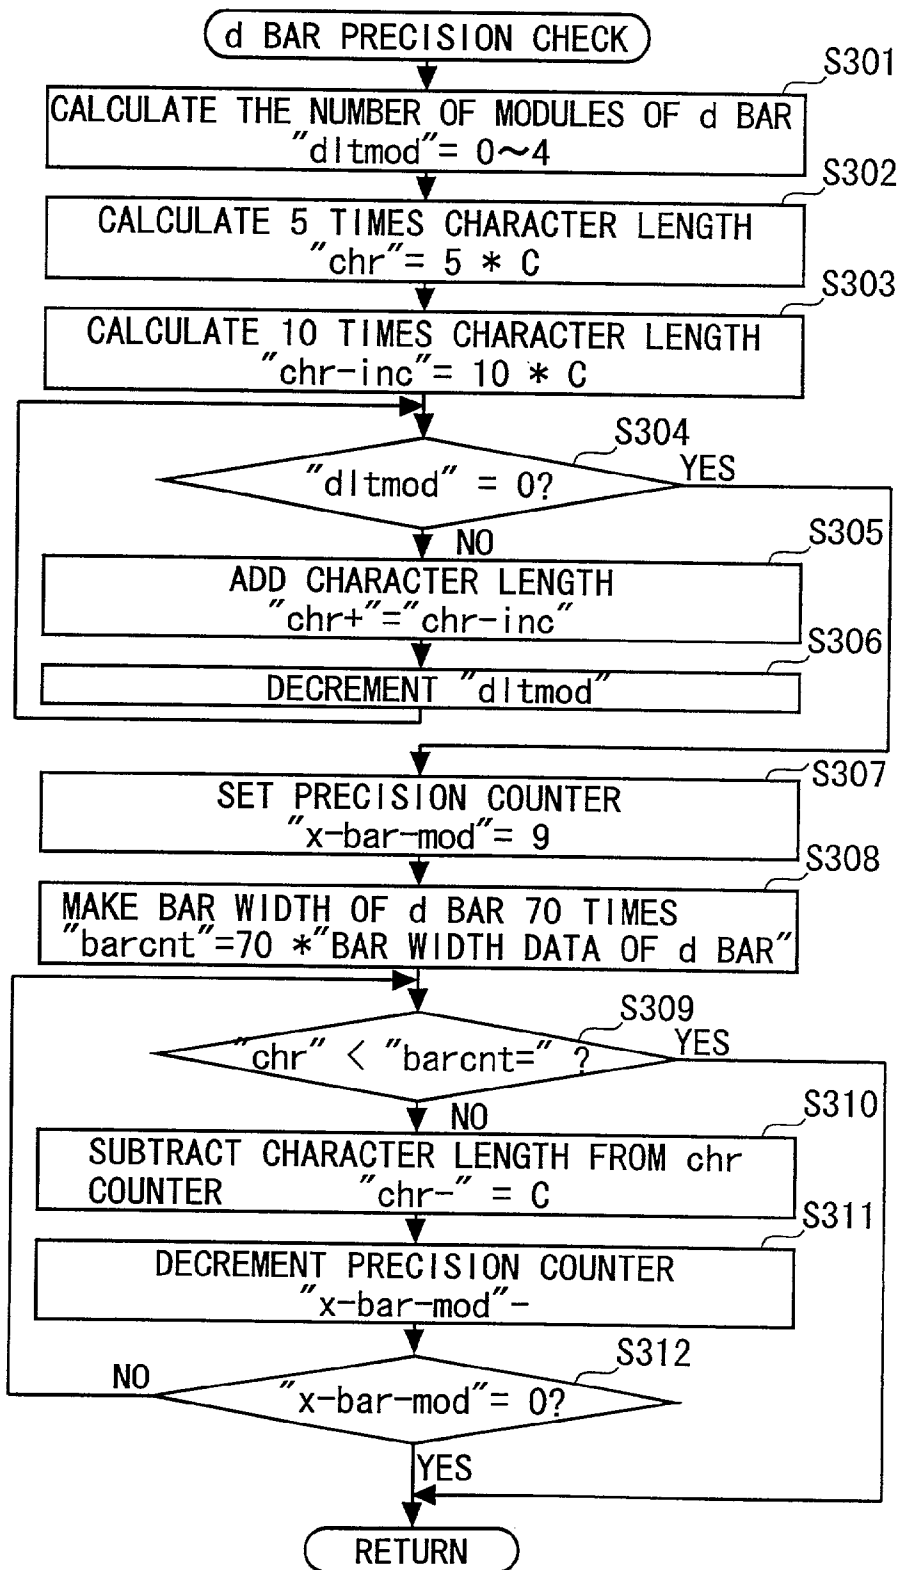 d BAR PRECISION CHECK
S301
CALCULATE THE NUMBER OF MODULES OF d BAR
"dltmod"= 0～4
S302
CALCULATE 5 TIMES CHARACTER LENGTH
"chr"= 5 * C
S303
CALCULATE 10 TIMES CHARACTER LENGTH
"chr-inc"= 10 * C
S304
"dltmod" = 0?
YES
NO
S305
ADD CHARACTER LENGTH
"chr+"="chr-inc"
S306
DECREMENT "dltmod"
S307
SET PRECISION COUNTER
"x-bar-mod"= 9
S308
MAKE BAR WIDTH OF d BAR 70 TIMES
"barcnt"=70 *"BAR WIDTH DATA OF d BAR"
S309
"chr" < "barcnt=" ?
YES
NO
S310
SUBTRACT CHARACTER LENGTH FROM chr
COUNTER "chr-" = C
S311
DECREMENT PRECISION COUNTER
"x-bar-mod"-
S312
NO
"x-bar-mod"= 0?
YES
RETURN